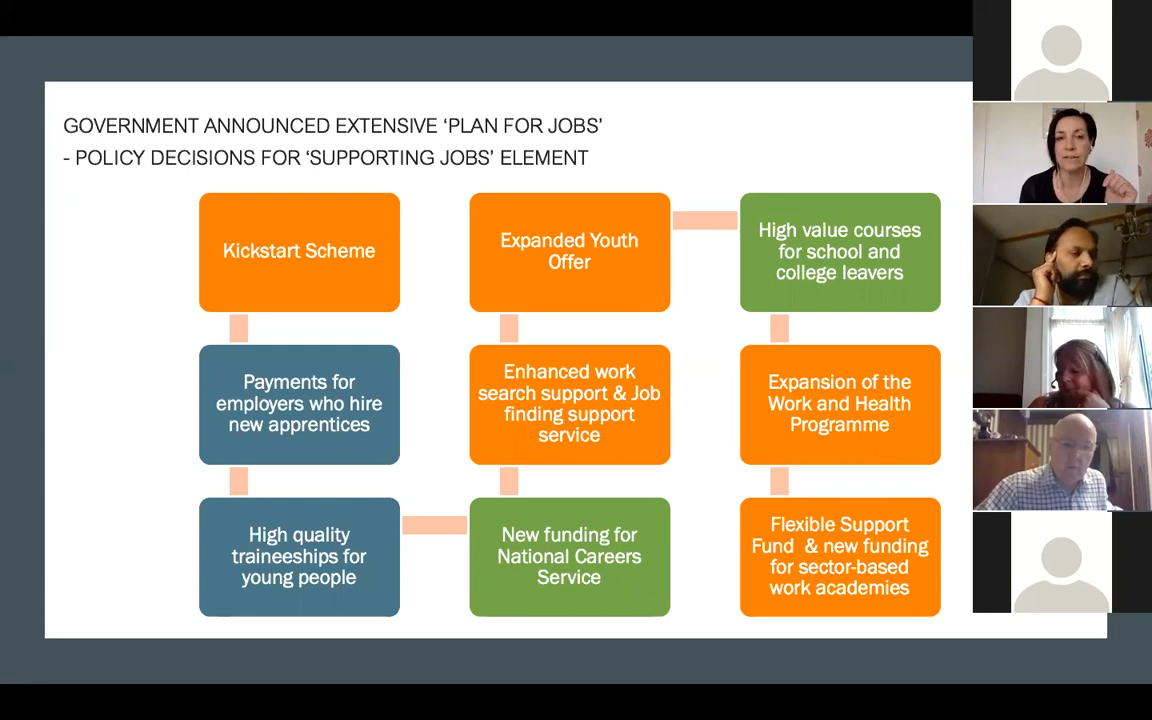 GOVERNMENT ANNOUNCED EXTENSIVE ‘PLAN FOR JOBS’
- POLICY DECISIONS FOR ‘SUPPORTING JOBS’ ELEMENT
Kickstart Scheme
Payments for
employers who hire
new apprentices
High quality
traineeships for
young people
New funding for
National Careers
Service
Enhanced work
search support & Job
finding support
service
Expanded Youth
Offer
High value courses
for school and
college leavers
Expansion of the
Work and Health
Programme
Flexible Support
Fund & new funding
for sector-based
work academies